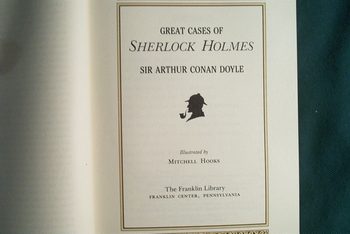 GREAT CASES OF
SHERLOCK HOLMES
SIR ARTHUR CONAN DOYLE
Illustrated by
MITCHELL HOOKS
The Franklin Library
FRANKLIN CENTER, PENNSYLVANIA